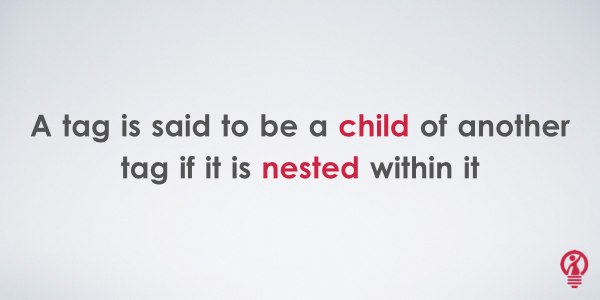 A tag is said to be a child of another
tag if it is nested within it